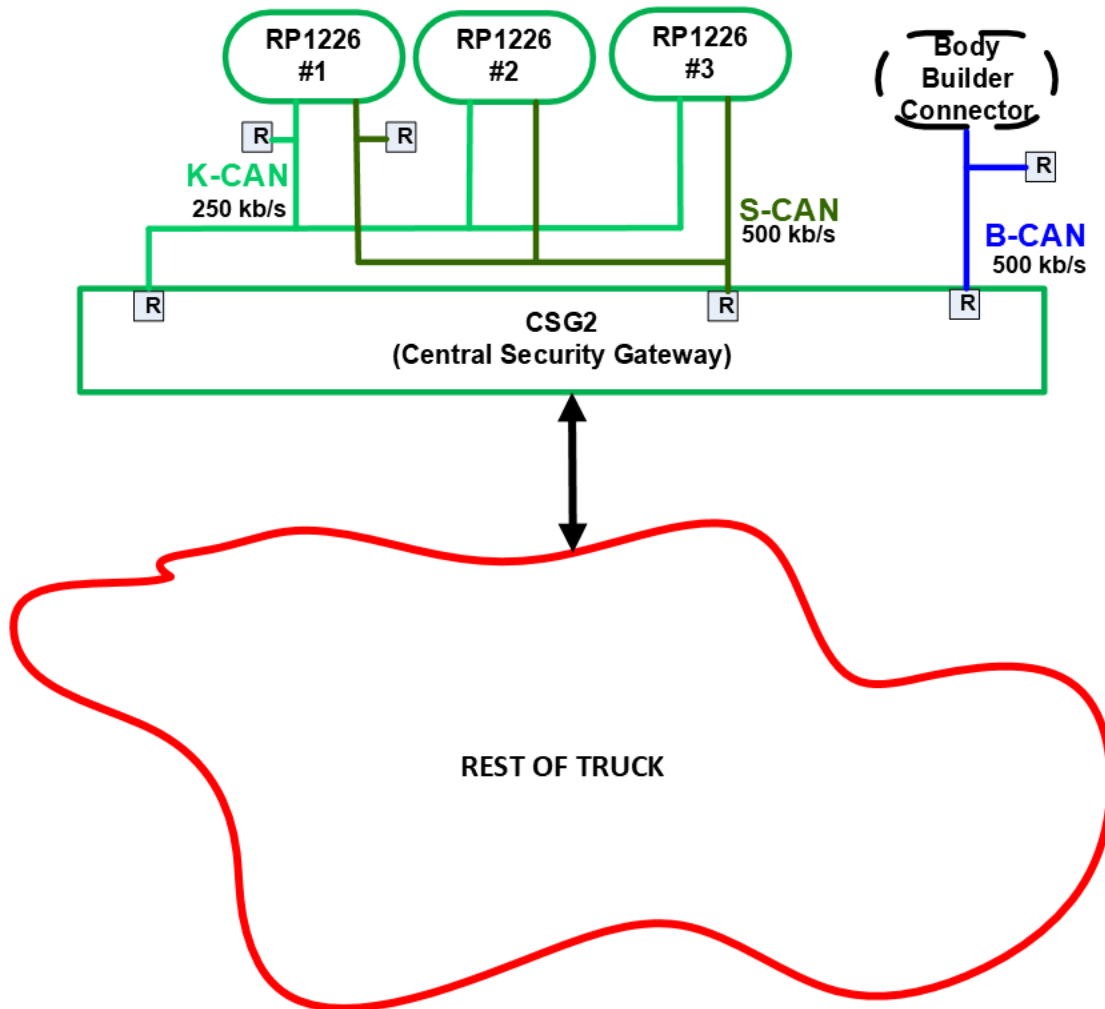 RP1226
#1
RP1226
#2
RP1226
#3
Body
Builder
Connector
R
R
R
K-CAN
250 kb/s
S-CAN
500 kb/s
B-CAN
500 kb/s
R
R
R
CSG2
(Central Security Gateway)
REST OF TRUCK